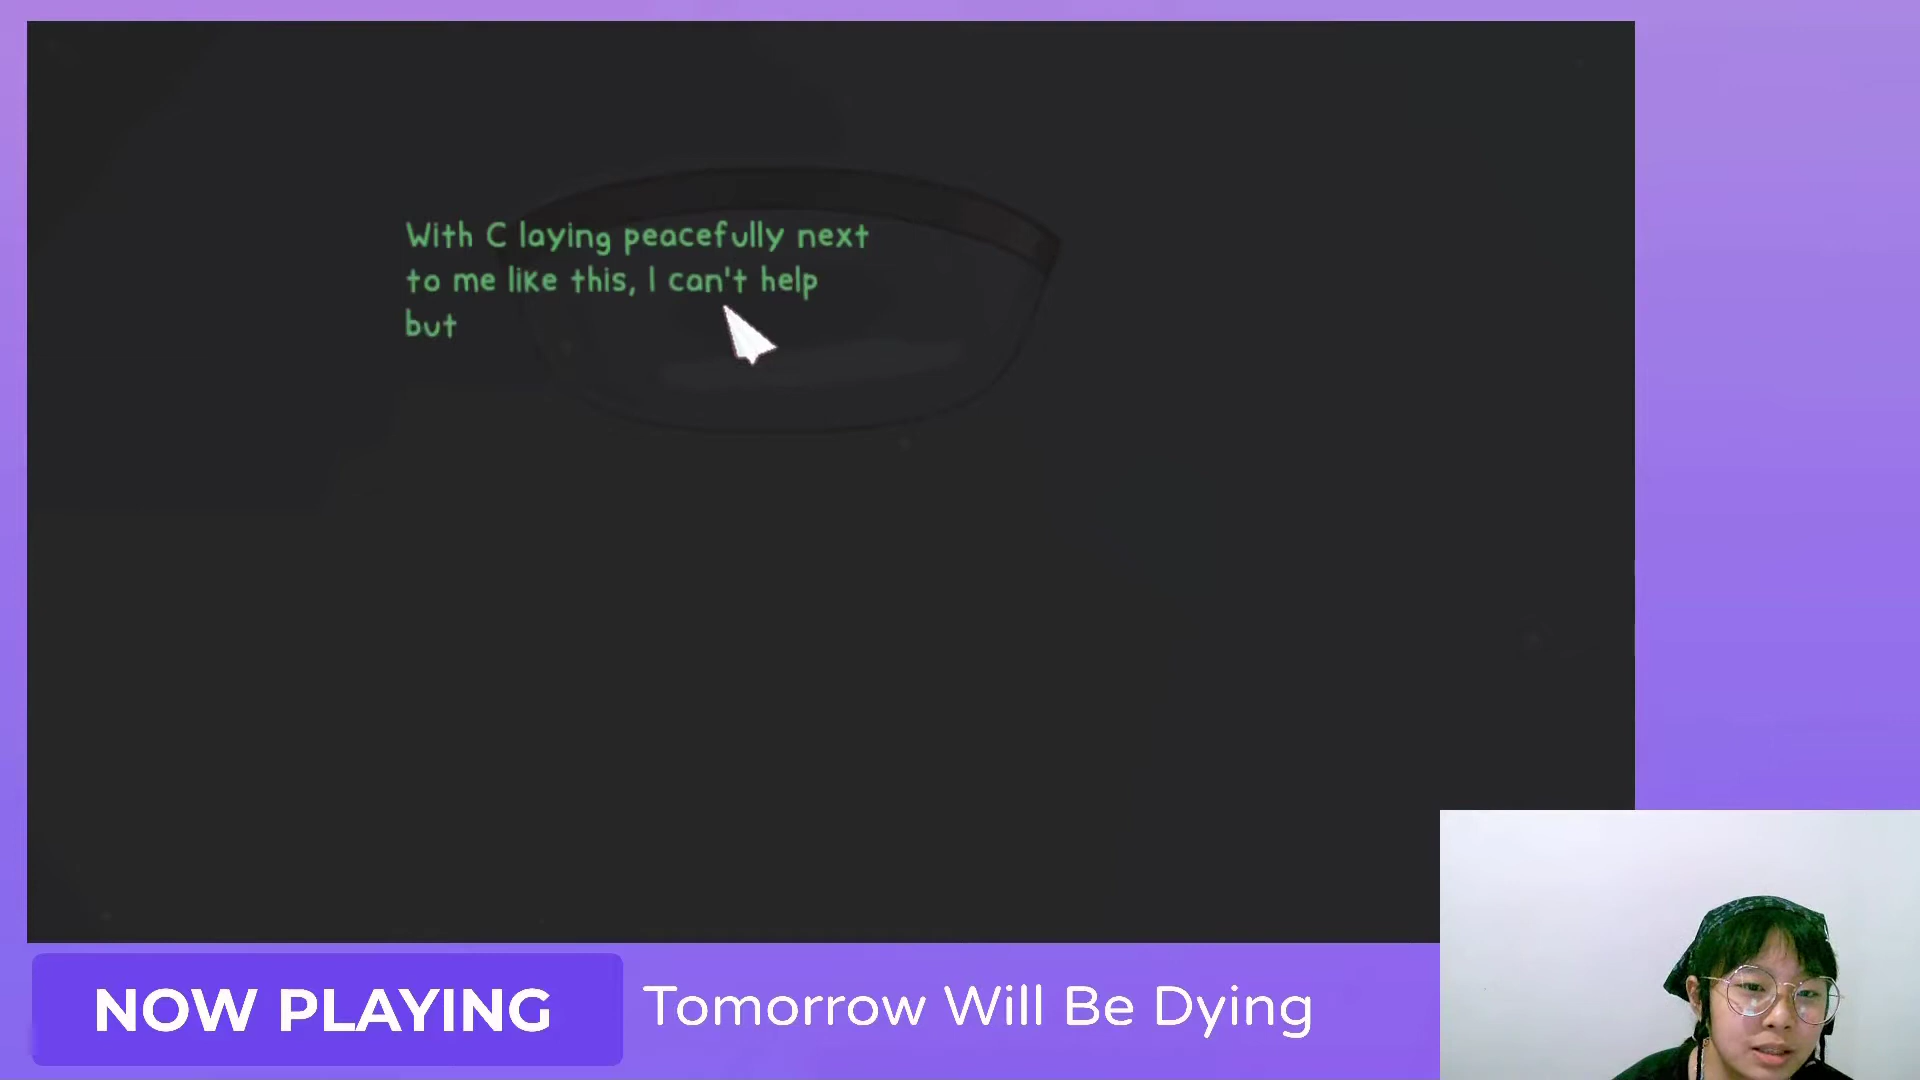 With C laying peacefully next
to me like this, I can't help
but
NOW PLAYING
Tomorrow Will Be Dying